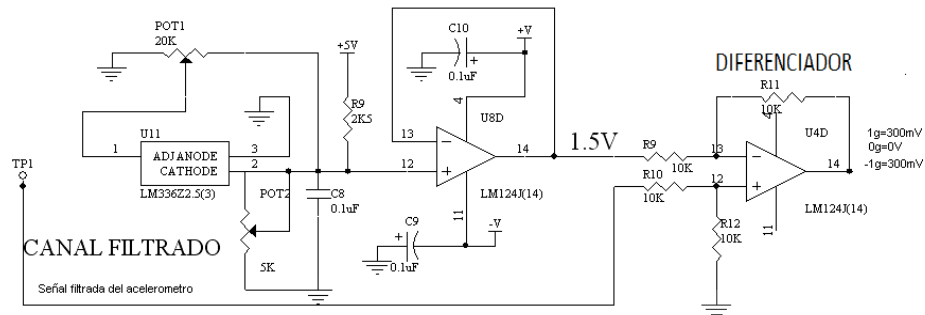 POT1
20K
U11
1
ADJANODE
CATHODE
3
2
LM336Z2.5(3)
TP1
POT2
5K
C8
0.1uF
+5V
R9
2K5
C10
+
0.1uF
+V
4
U8D
13
12
-
+
14
LM124J(14)
11
C9
+
0.1uF
-V
1.5V
DIFERENCIADOR
R11
10K
4
U4D
R9
10K
R10
10K
13
12
-
+
14
LM124J(14)
11
R12
10K
1g=300mV
0g=0V
-1g=300mV
CANAL FILTRADO
Señal filtrada del acelerometro